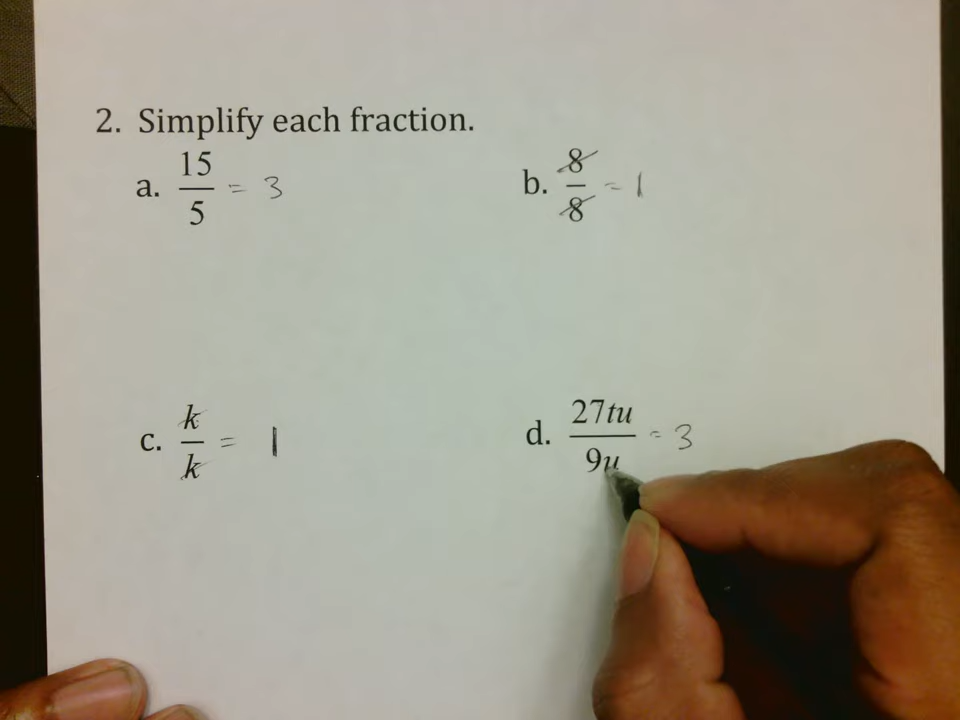 2. Simplify each fraction.
a. 15/5 = 3
b. 8/8 = 1
c. k/k = 1
d. 27tu/9u = 3